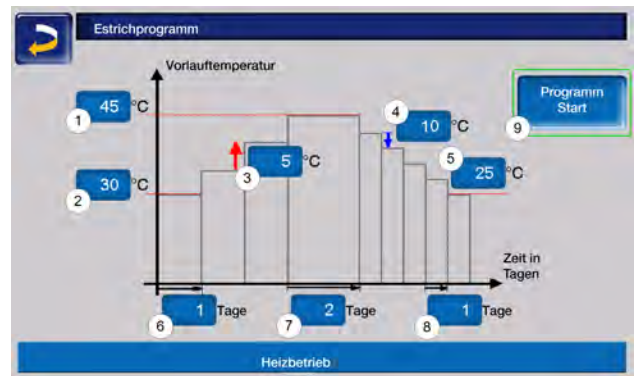 Estrichprogramm
Vorlauftemperatur
1 45 °C
4 10 °C
Programm
Start
9
3 5 °C
5 25 °C
2 30 °C
Zeit in
Tagen
6 1 Tage
7 2 Tage
8 1 Tage
Heizbetrieb